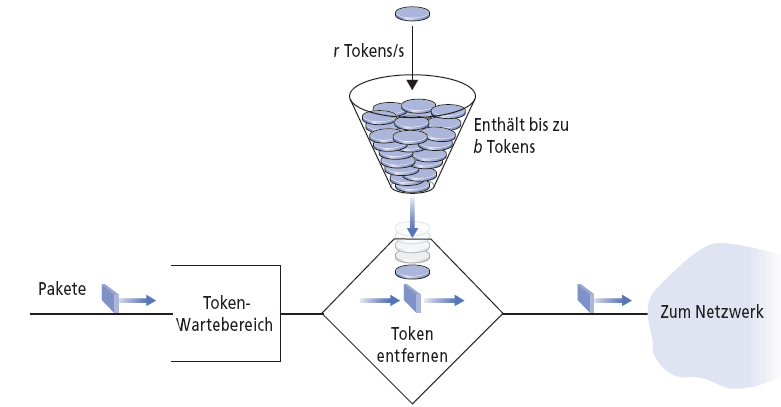 r Tokens/s
Enthält bis zu
b Tokens
Pakete
Token-
Wartebereich
Token
entfernen
Zum Netzwerk